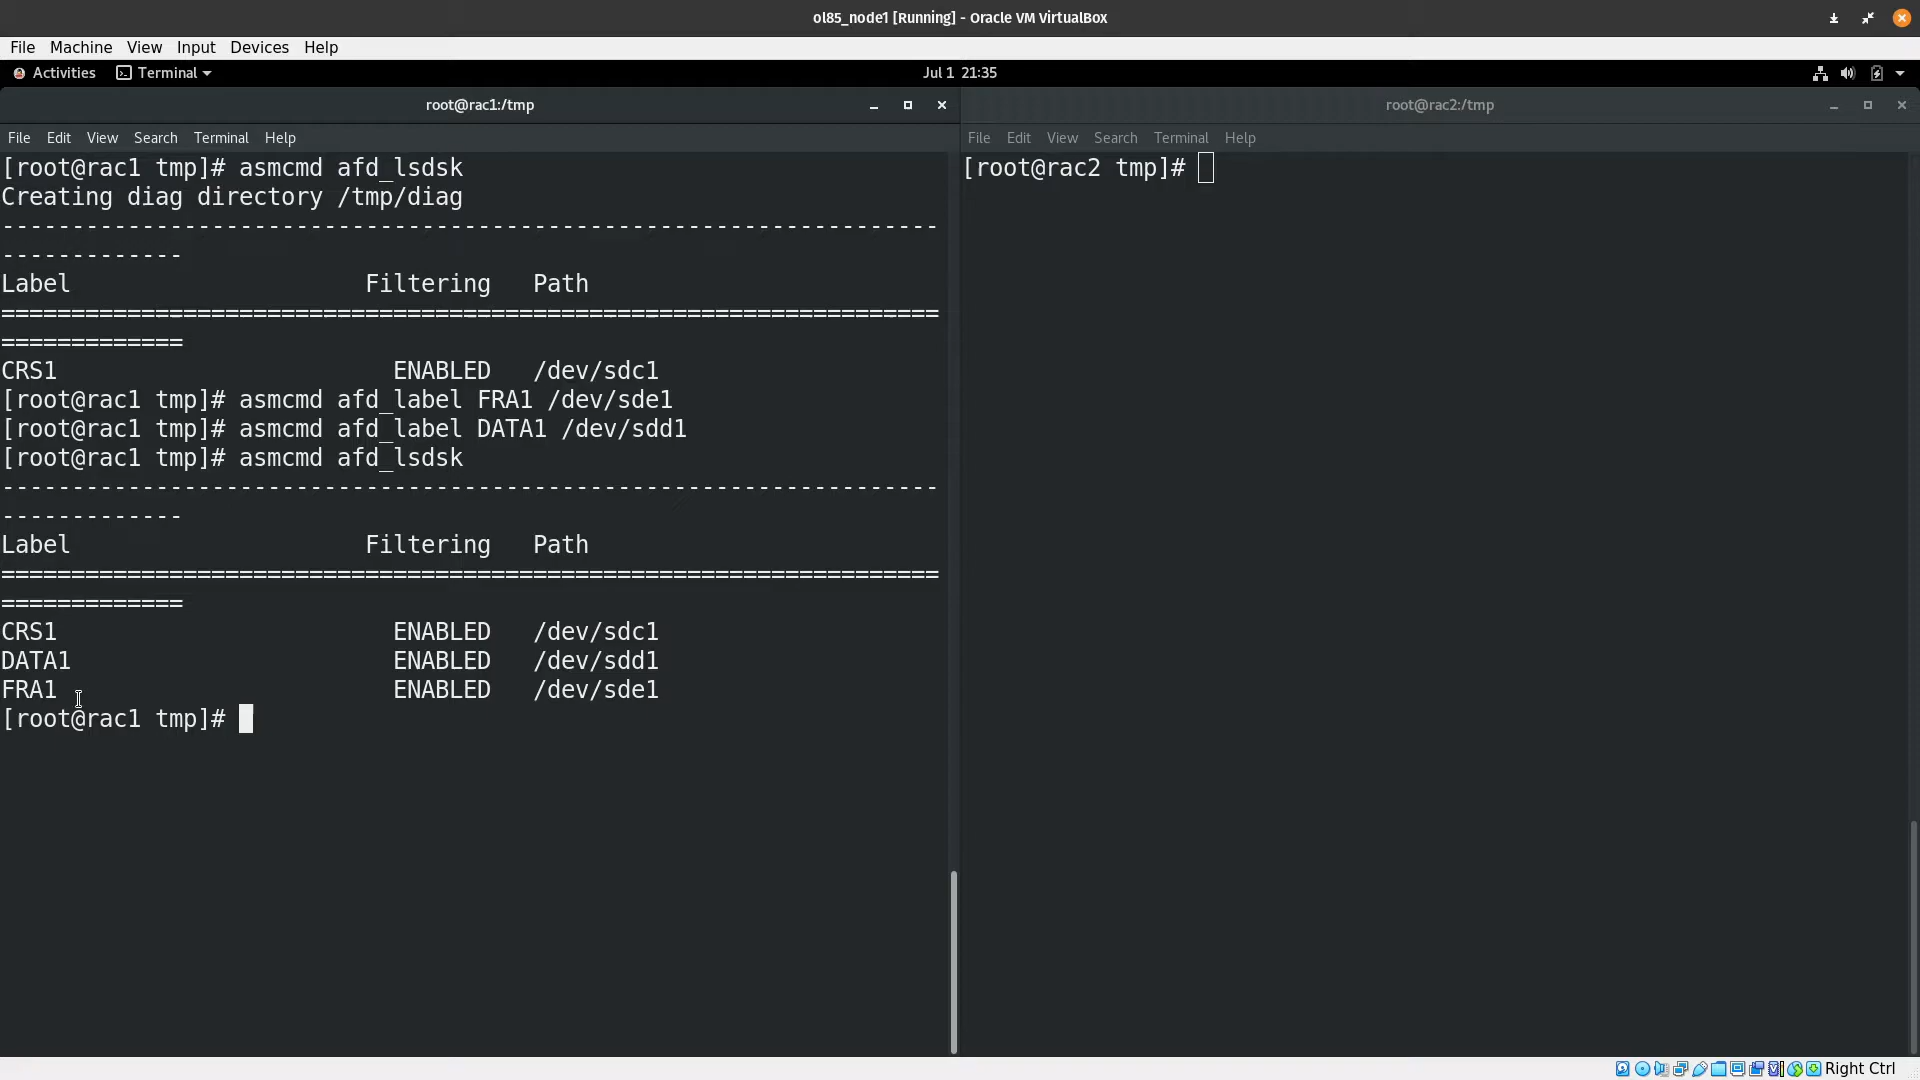 ol85_node1 [Running] - Oracle VM VirtualBox
File Machine View Input Devices Help
Activities Terminal Jul 1 21:35
root@rac1:/tmp
File Edit View Search Terminal Help
[root@rac1 tmp]# asmcmd afd_lsdsk
Creating diag directory /tmp/diag
-------------------------------------------------------------------
-------------
Label Filtering Path
===================================================================
=============
CRS1 ENABLED /dev/sdc1
[root@rac1 tmp]# asmcmd afd_label FRA1 /dev/sde1
[root@rac1 tmp]# asmcmd afd_label DATA1 /dev/sdd1
[root@rac1 tmp]# asmcmd afd_lsdsk
-------------------------------------------------------------------
-------------
Label Filtering Path
===================================================================
=============
CRS1 ENABLED /dev/sdc1
DATA1 ENABLED /dev/sdd1
FRA1 ENABLED /dev/sde1
[root@rac1 tmp]#
root@rac2:/tmp
File Edit View Search Terminal Help
[root@rac2 tmp]#
Right Ctrl